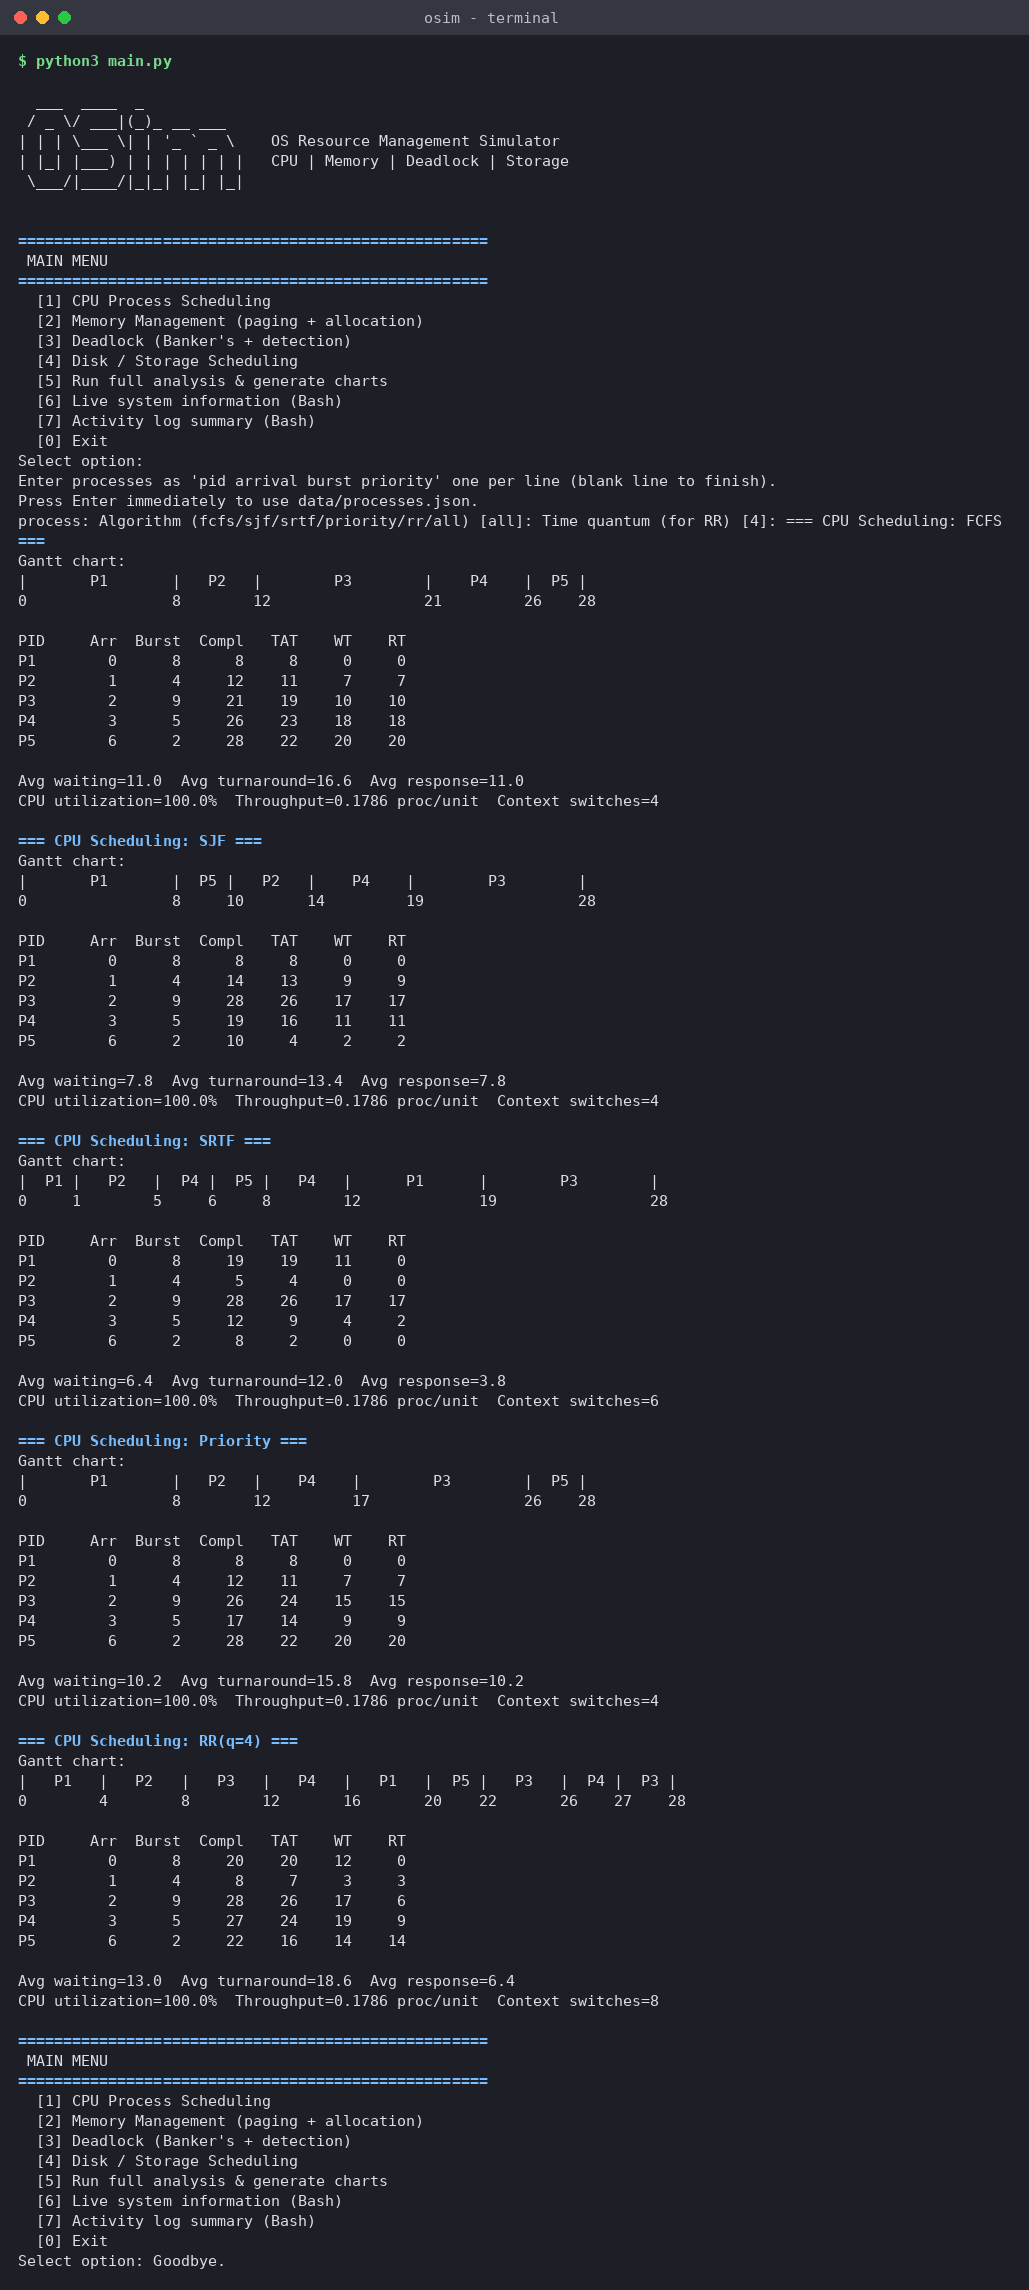 osim - terminal
$ python3 main.py
  ___  ____  _
 / _ \/ ___|(_)_ __ ___
| | | \___ \| | '_ ` _ \    OS Resource Management Simulator
| |_| |___) | | | | | | |   CPU | Memory | Deadlock | Storage
 \___/|____/|_|_| |_| |_|
====================================================
 MAIN MENU
====================================================
  [1] CPU Process Scheduling
  [2] Memory Management (paging + allocation)
  [3] Deadlock (Banker's + detection)
  [4] Disk / Storage Scheduling
  [5] Run full analysis & generate charts
  [6] Live system information (Bash)
  [7] Activity log summary (Bash)
  [0] Exit
Select option:
Enter processes as 'pid arrival burst priority' one per line (blank line to finish).
Press Enter immediately to use data/processes.json.
process: Algorithm (fcfs/sjf/srtf/priority/rr/all) [all]: Time quantum (for RR) [4]: === CPU Scheduling: FCFS
===
Gantt chart:
|       P1       |   P2   |        P3        |    P4    |  P5 |
0                8        12                 21         26    28
PID     Arr  Burst  Compl   TAT    WT    RT
P1        0      8      8     8     0     0
P2        1      4     12    11     7     7
P3        2      9     21    19    10    10
P4        3      5     26    23    18    18
P5        6      2     28    22    20    20
Avg waiting=11.0  Avg turnaround=16.6  Avg response=11.0
CPU utilization=100.0%  Throughput=0.1786 proc/unit  Context switches=4
=== CPU Scheduling: SJF ===
Gantt chart:
|       P1       |  P5 |   P2   |    P4    |        P3        |
0                8     10       14         19                 28
PID     Arr  Burst  Compl   TAT    WT    RT
P1        0      8      8     8     0     0
P2        1      4     14    13     9     9
P3        2      9     28    26    17    17
P4        3      5     19    16    11    11
P5        6      2     10     4     2     2
Avg waiting=7.8  Avg turnaround=13.4  Avg response=7.8
CPU utilization=100.0%  Throughput=0.1786 proc/unit  Context switches=4
=== CPU Scheduling: SRTF ===
Gantt chart:
|  P1 |   P2   |  P4 |  P5 |   P4   |      P1      |        P3        |
0     1        5     6     8        12             19                 28
PID     Arr  Burst  Compl   TAT    WT    RT
P1        0      8     19    19    11     0
P2        1      4      5     4     0     0
P3        2      9     28    26    17    17
P4        3      5     12     9     4     2
P5        6      2      8     2     0     0
Avg waiting=6.4  Avg turnaround=12.0  Avg response=3.8
CPU utilization=100.0%  Throughput=0.1786 proc/unit  Context switches=6
=== CPU Scheduling: Priority ===
Gantt chart:
|       P1       |   P2   |    P4    |        P3        |  P5 |
0                8        12         17                 26    28
PID     Arr  Burst  Compl   TAT    WT    RT
P1        0      8      8     8     0     0
P2        1      4     12    11     7     7
P3        2      9     26    24    15    15
P4        3      5     17    14     9     9
P5        6      2     28    22    20    20
Avg waiting=10.2  Avg turnaround=15.8  Avg response=10.2
CPU utilization=100.0%  Throughput=0.1786 proc/unit  Context switches=4
=== CPU Scheduling: RR(q=4) ===
Gantt chart:
|   P1   |   P2   |   P3   |   P4   |   P1   |  P5 |   P3   |  P4 |  P3 |
0        4        8        12       16       20    22       26    27    28
PID     Arr  Burst  Compl   TAT    WT    RT
P1        0      8     20    20    12     0
P2        1      4      8     7     3     3
P3        2      9     28    26    17     6
P4        3      5     27    24    19     9
P5        6      2     22    16    14    14
Avg waiting=13.0  Avg turnaround=18.6  Avg response=6.4
CPU utilization=100.0%  Throughput=0.1786 proc/unit  Context switches=8
====================================================
 MAIN MENU
====================================================
  [1] CPU Process Scheduling
  [2] Memory Management (paging + allocation)
  [3] Deadlock (Banker's + detection)
  [4] Disk / Storage Scheduling
  [5] Run full analysis & generate charts
  [6] Live system information (Bash)
  [7] Activity log summary (Bash)
  [0] Exit
Select option: Goodbye.